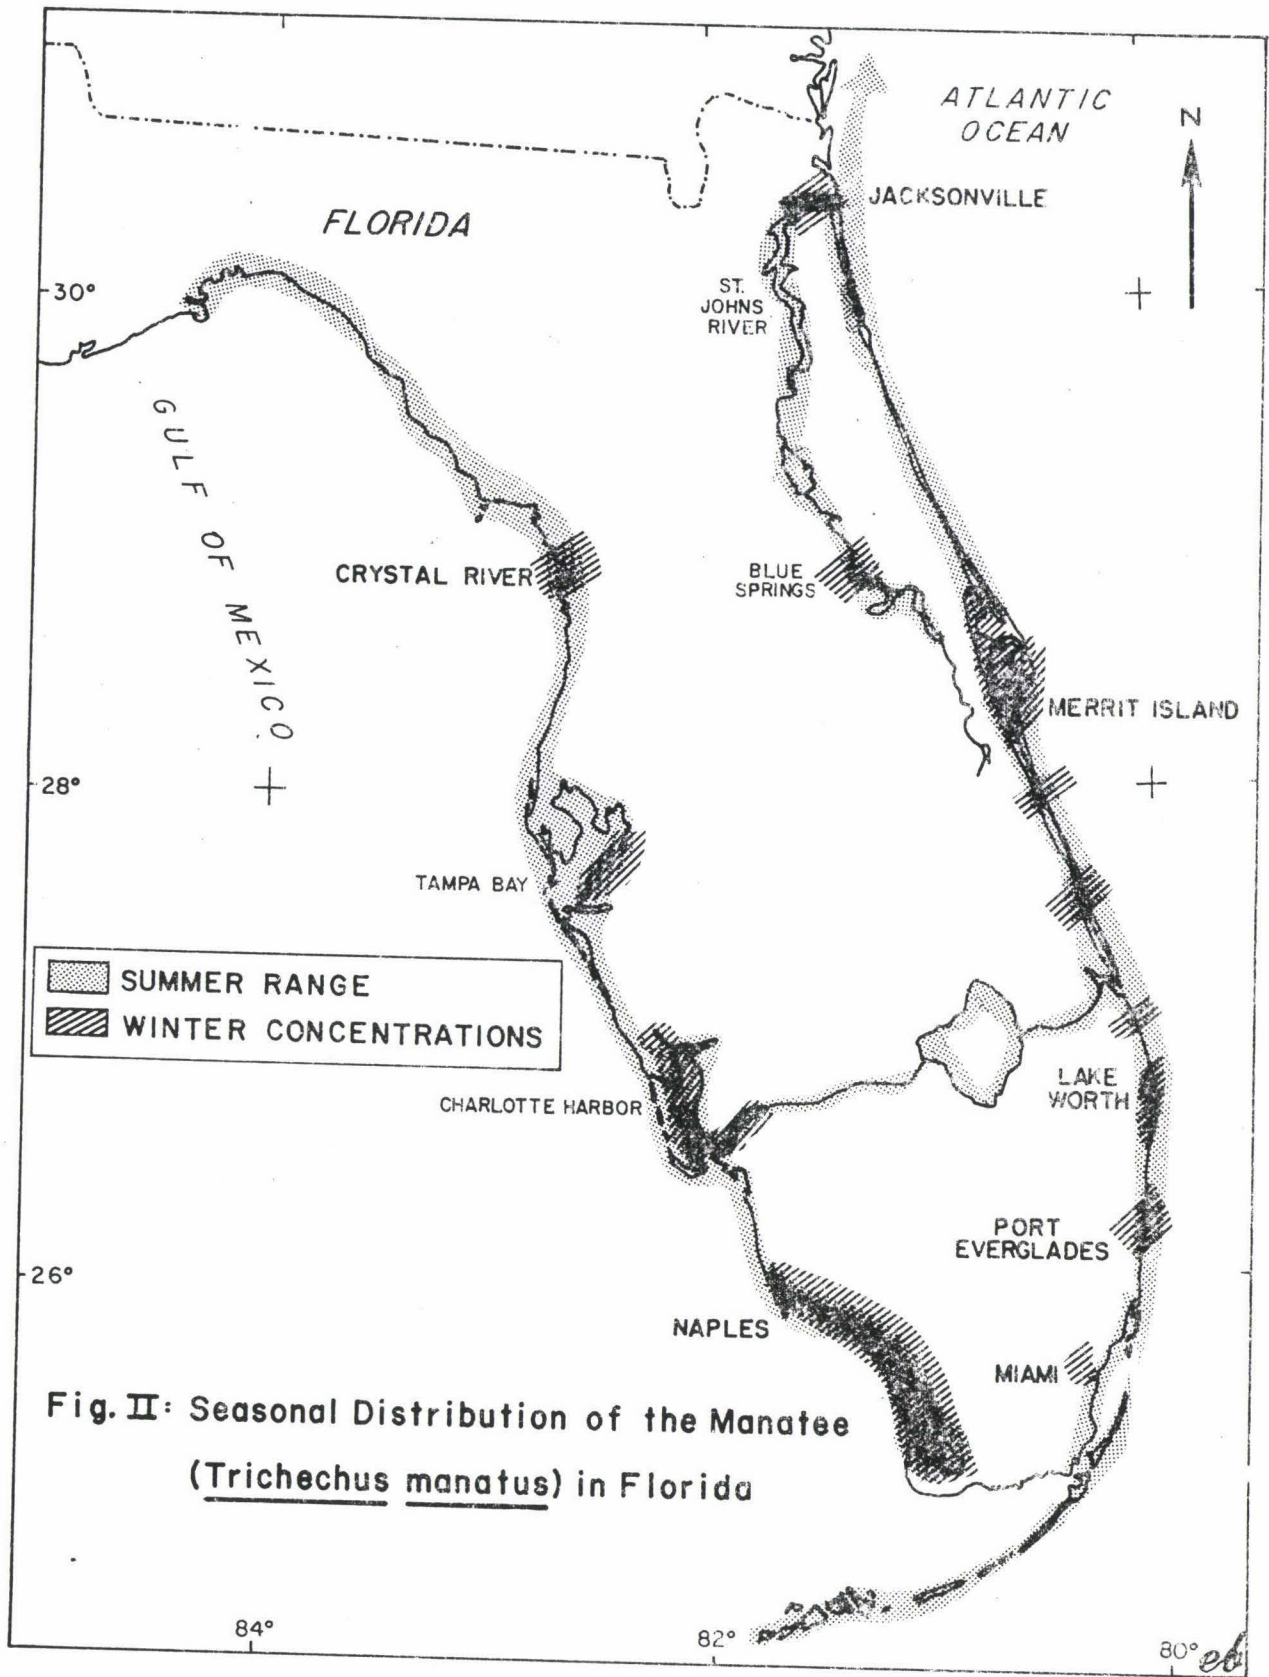 ATLANTIC
OCEAN
N
JACKSONVILLE
FLORIDA
30°
ST.
JOHNS
RIVER
GULF OF MEXICO
CRYSTAL RIVER
BLUE
SPRINGS
MERRIT ISLAND
28°
TAMPA BAY
SUMMER RANGE
WINTER CONCENTRATIONS
LAKE
WORTH
CHARLOTTE HARBOR
PORT
EVERGLADES
26°
NAPLES
MIAMI
Fig. II: Seasonal Distribution of the Manatee
(Trichechus manatus) in Florida
84°
82°
80°